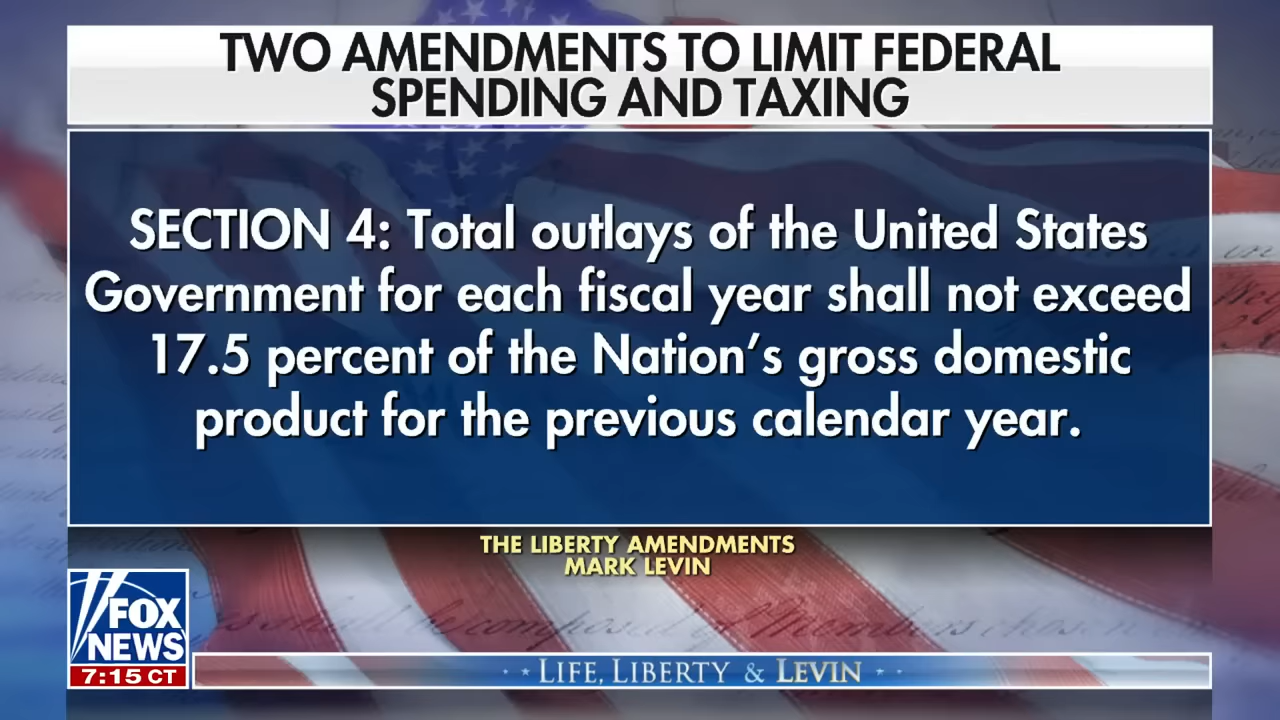 TWO AMENDMENTS TO LIMIT FEDERAL
SPENDING AND TAXING
SECTION 4: Total outlays of the United States
Government for each fiscal year shall not exceed
17.5 percent of the Nation’s gross domestic
product for the previous calendar year.
THE LIBERTY AMENDMENTS
MARK LEVIN
FOX
NEWS
7:15 CT
LIFE, LIBERTY & LEVIN